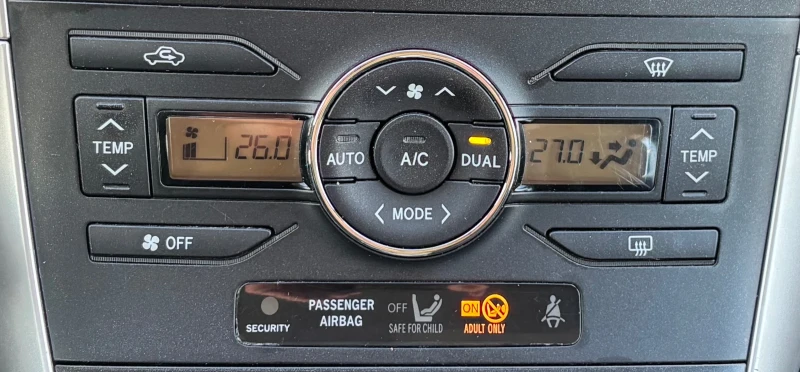 TEMP
26.0
AUTO
A/C
DUAL
27.0
TEMP
< MODE >
OFF
SECURITY
PASSENGER
AIRBAG
OFF
SAFE FOR CHILD
ON
ADULT ONLY